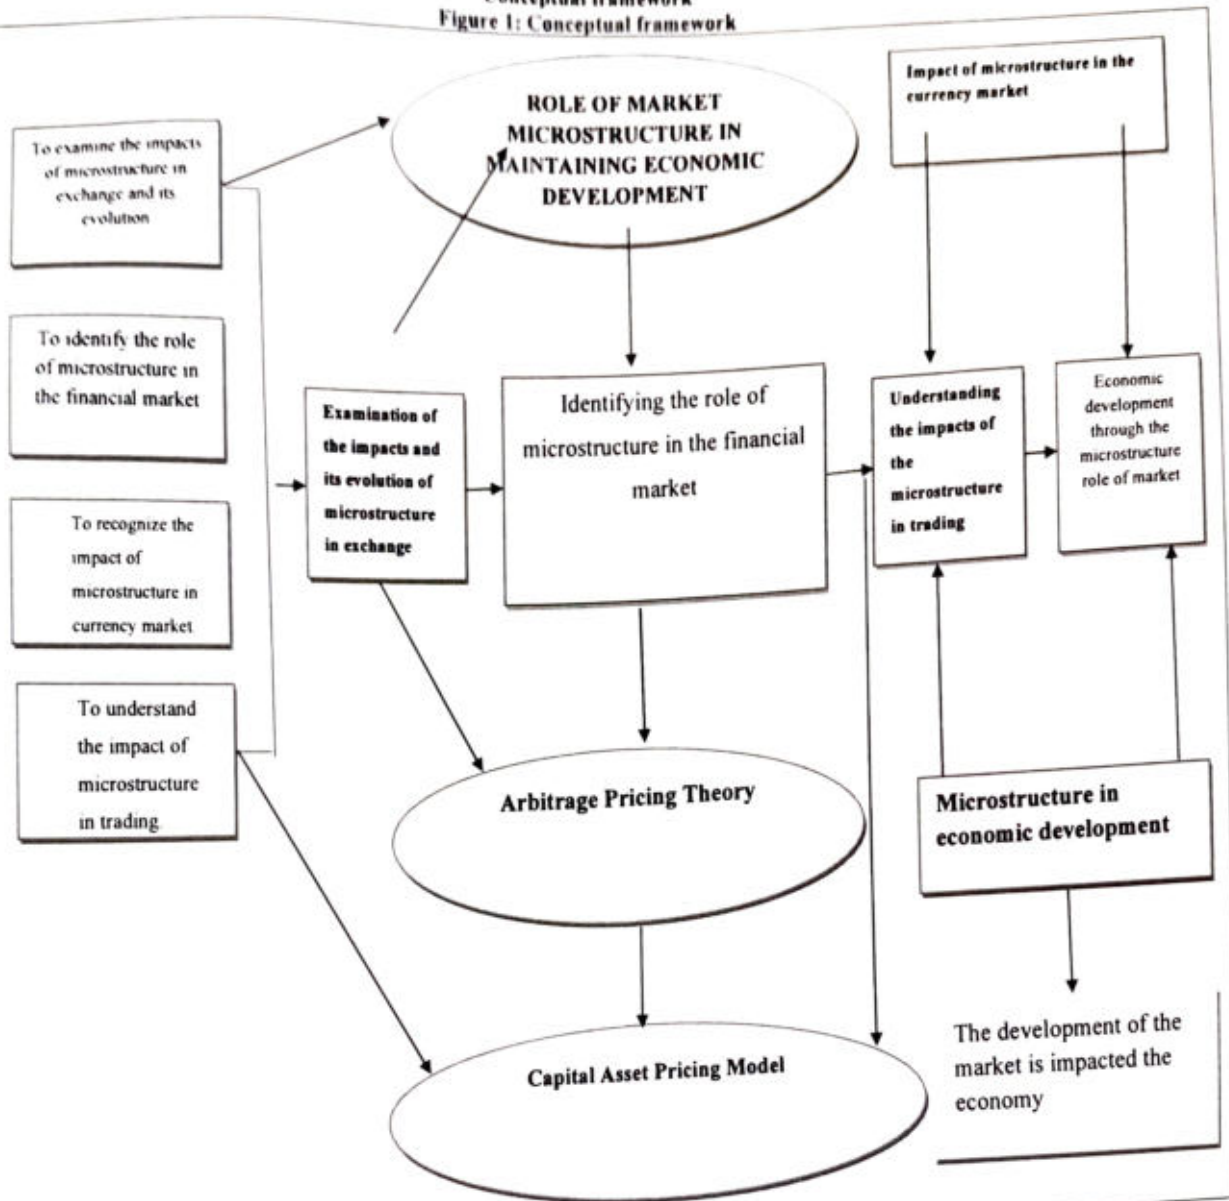 Conceptual framework
Figure 1: Conceptual framework
ROLE OF MARKET
MICROSTRUCTURE IN
MAINTAINING ECONOMIC
DEVELOPMENT
Impact of microstructure in the
currency market
To examine the impacts
of microstructure in
exchange and its
evolution
To identify the role
of microstructure in
the financial market
To recognize the
impact of
microstructure in
currency market
To understand
the impact of
microstructure
in trading.
Examination of
the impacts and
its evolution of
microstructure
in exchange
Identifying the role of
microstructure in the financial
market
Understanding
the impacts of
the
microstructure
in trading
Economic
development
through the
microstructure
role of market
Arbitrage Pricing Theory
Microstructure in
economic development
Capital Asset Pricing Model
The development of the
market is impacted the
economy